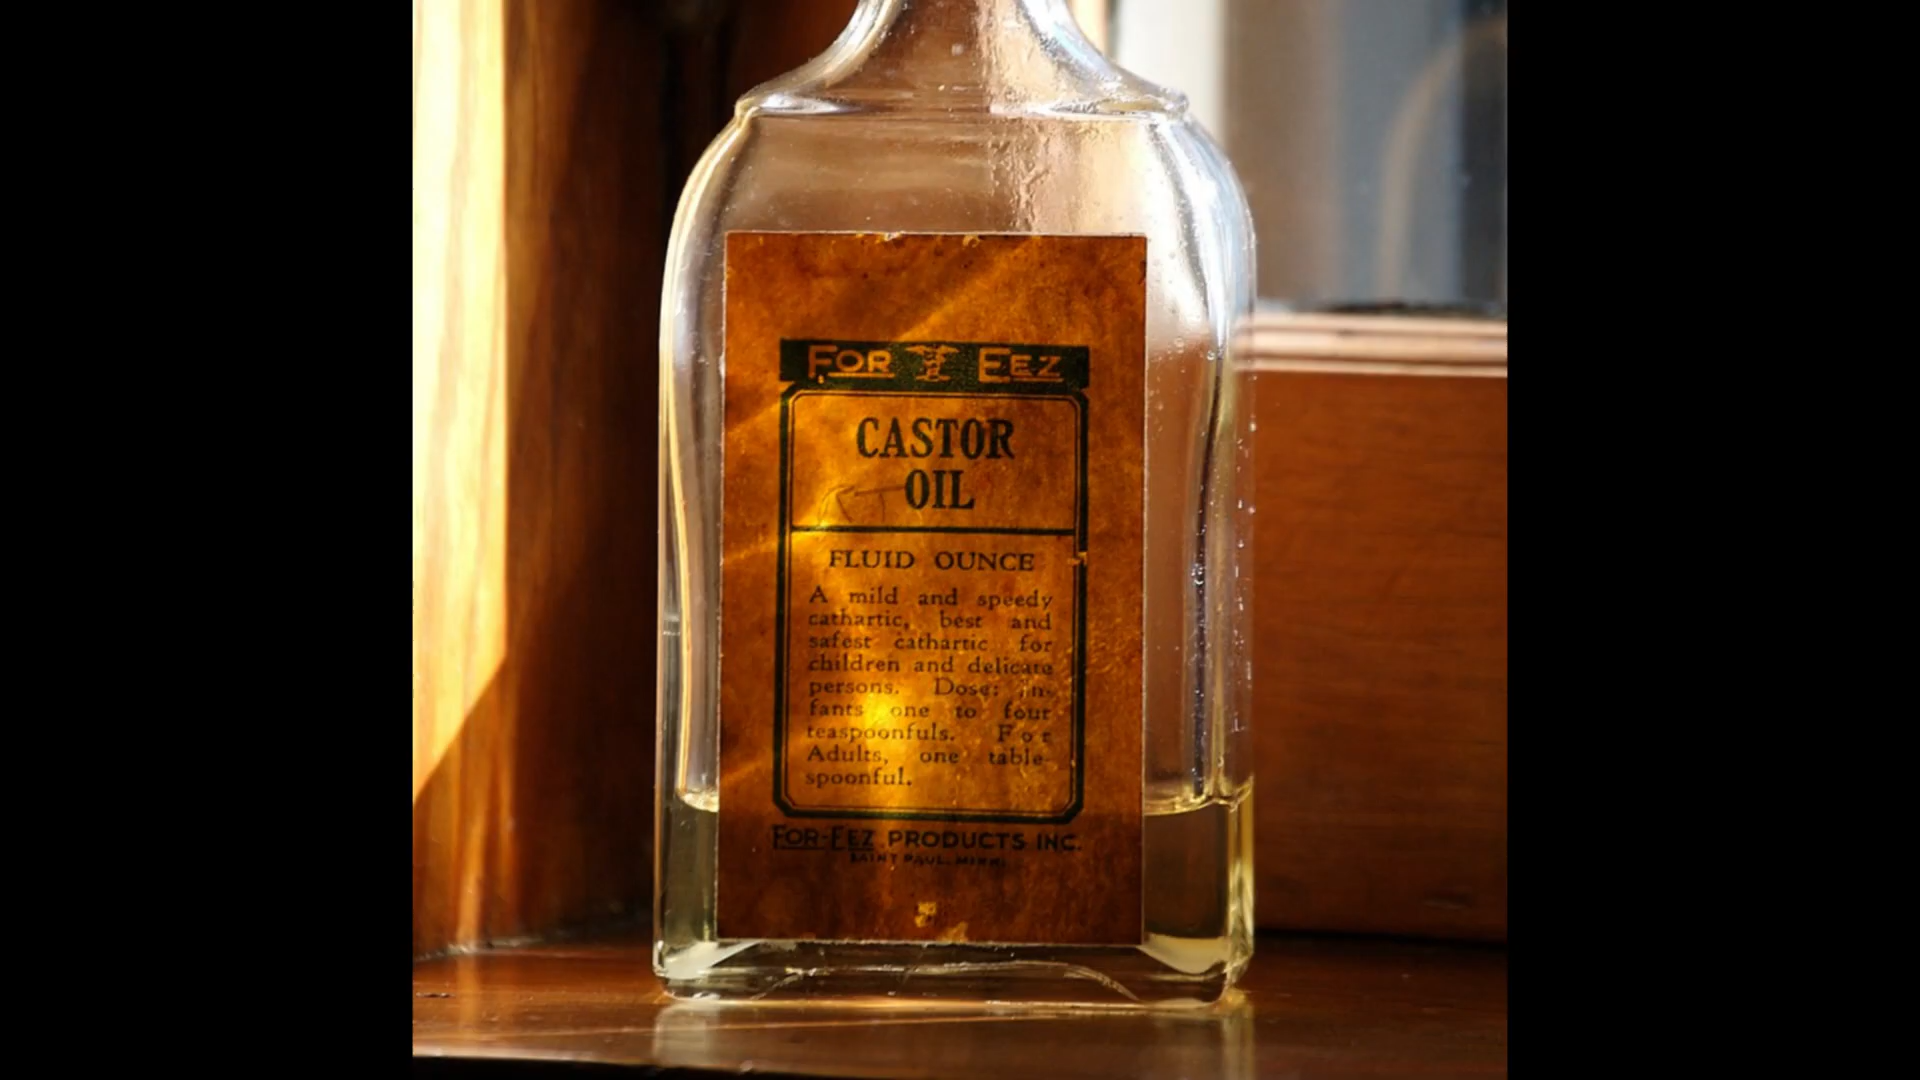 FOR EEZ
CASTOR
OIL
FLUID OUNCE
A mild and speedy
cathartic, best and
safest cathartic for
children and delicate
persons. Dose: in-
fants one to four
teaspoonfuls. For
Adults, one table-
spoonful.
FOR-EEZ PRODUCTS INC.
SAINT PAUL, MINN.